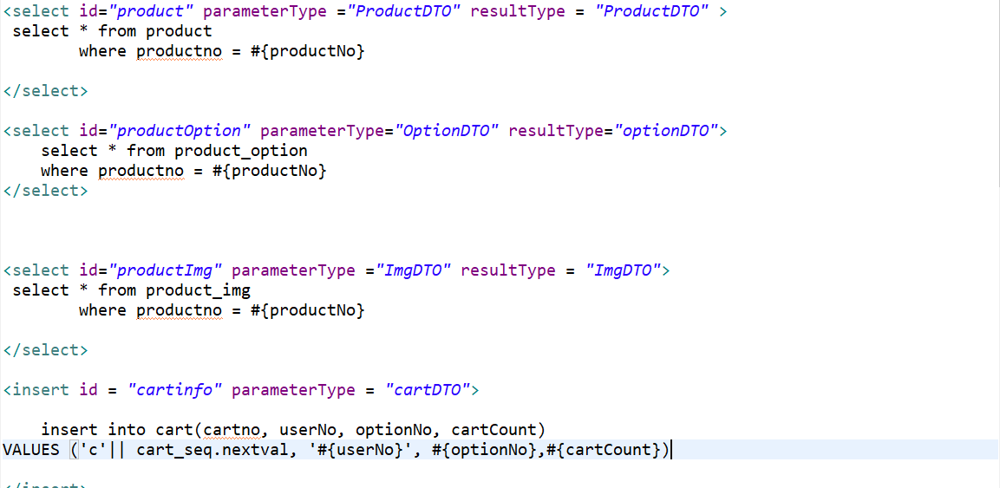 <select id="product" parameterType ="ProductDTO" resultType = "ProductDTO" >
select * from product
where productno = #{productNo}
</select>
<select id="productOption" parameterType="OptionDTO" resultType="optionDTO">
select * from product_option
where productno = #{productNo}
</select>
<select id="productImg" parameterType ="ImgDTO" resultType = "ImgDTO">
select * from product_img
where productno = #{productNo}
</select>
<insert id = "cartinfo" parameterType = "cartDTO">
insert into cart(cartno, userNo, optionNo, cartCount)
VALUES ('c'|| cart_seq.nextval, '#{userNo}', #{optionNo},#{cartCount})
</insert>